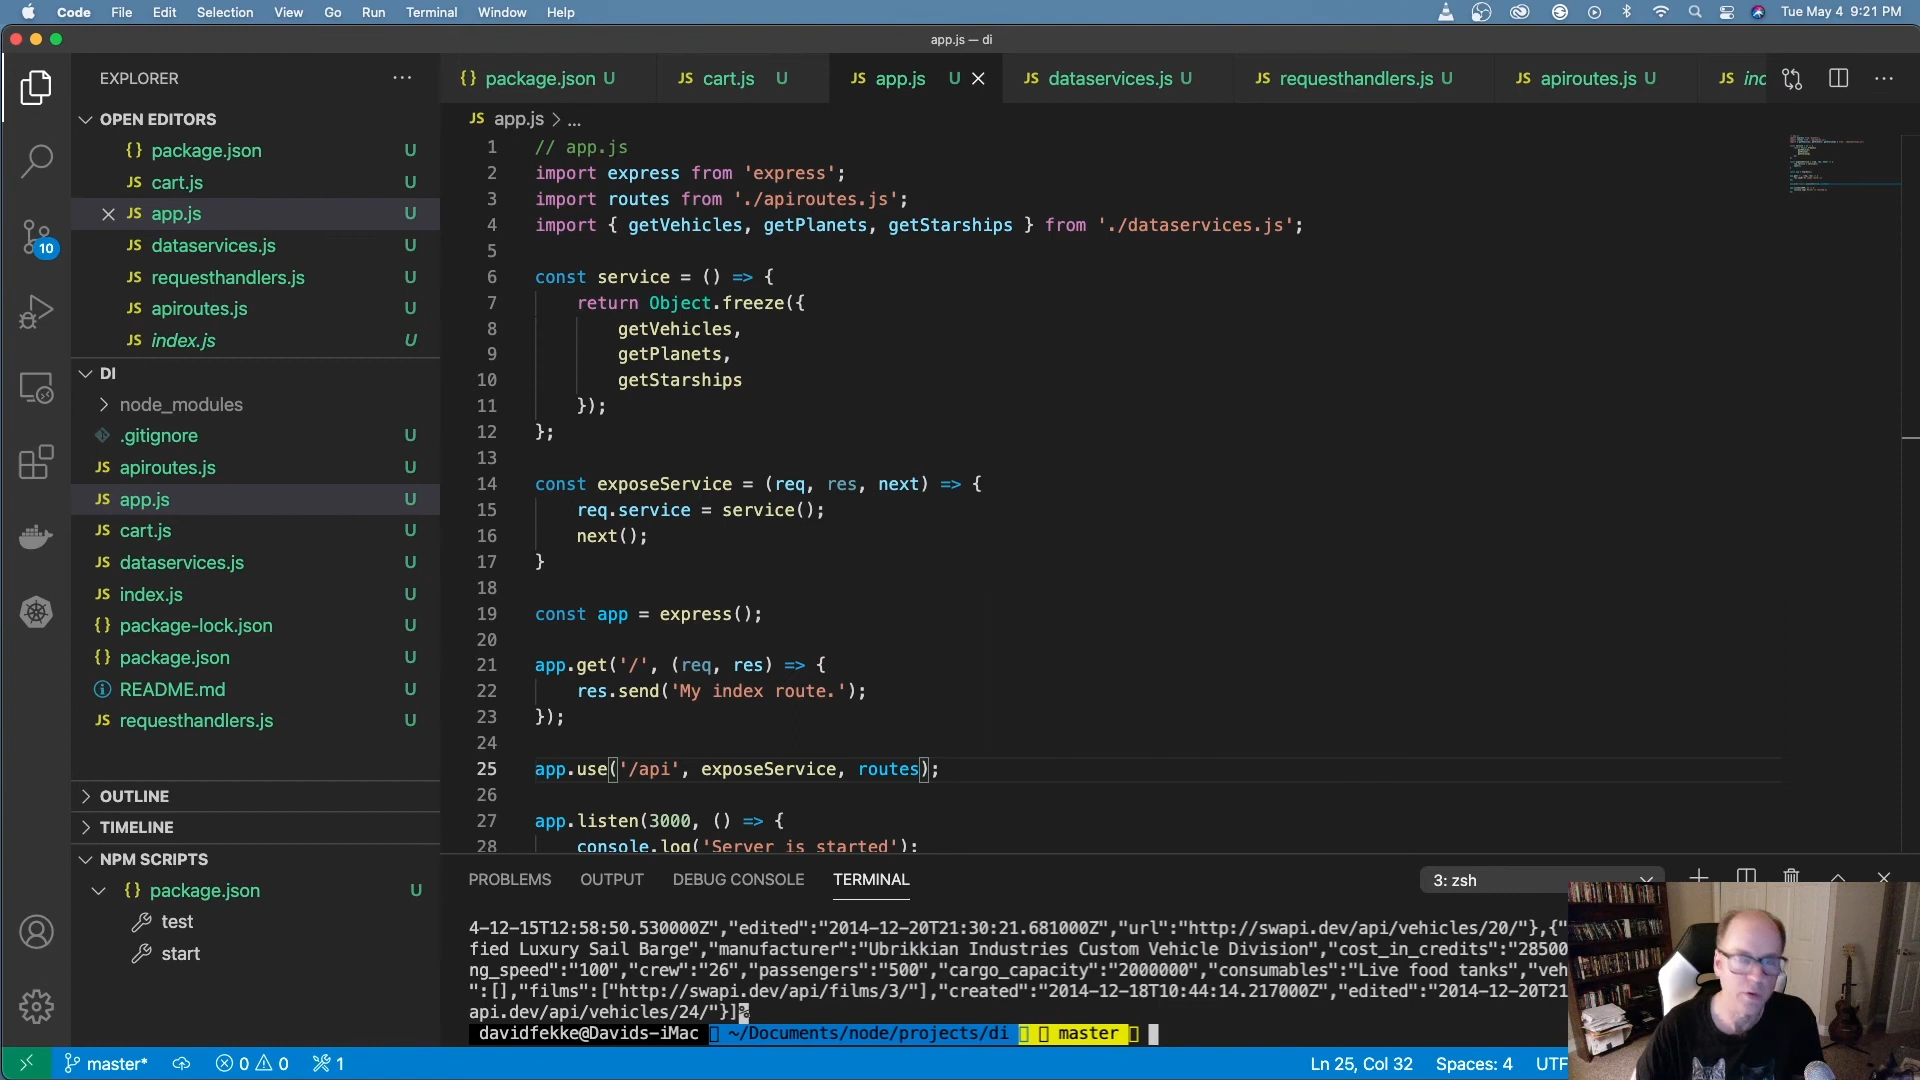 Code File Edit Selection View Go Run Terminal Window Help Tue May 4 9:21 PM
app.js — di
EXPLORER
OPEN EDITORS
package.json U
cart.js U
app.js U
dataservices.js U
requesthandlers.js U
apiroutes.js U
index.js U
DI
node_modules
.gitignore U
apiroutes.js U
app.js U
cart.js U
dataservices.js U
index.js U
package-lock.json U
package.json U
README.md U
requesthandlers.js U
OUTLINE
TIMELINE
NPM SCRIPTS
package.json U
test
start
10
{} package.json U JS cart.js U JS app.js U JS dataservices.js U JS requesthandlers.js U JS apiroutes.js U JS inc
JS app.js > ...
1 // app.js
2 import express from 'express';
3 import routes from './apiroutes.js';
4 import { getVehicles, getPlanets, getStarships } from './dataservices.js';
5
6 const service = () => {
7 return Object.freeze({
8 getVehicles,
9 getPlanets,
10 getStarships
11 });
12 };
13
14 const exposeService = (req, res, next) => {
15 req.service = service();
16 next();
17 }
18
19 const app = express();
20
21 app.get('/', (req, res) => {
22 res.send('My index route.');
23 });
24
25 app.use('/api', exposeService, routes);
26
27 app.listen(3000, () => {
28 console.log('Server is started');
PROBLEMS OUTPUT DEBUG CONSOLE TERMINAL 3: zsh
4-12-15T12:58:50.530000Z","edited":"2014-12-20T21:30:21.681000Z","url":"http://swapi.dev/api/vehicles/20/"},{"
fied Luxury Sail Barge","manufacturer":"Ubrikkian Industries Custom Vehicle Division","cost_in_credits":"28500
ng_speed":"100","crew":"26","passengers":"500","cargo_capacity":"2000000","consumables":"Live food tanks","veh
":[],"films":["http://swapi.dev/api/films/3/"],"created":"2014-12-18T10:44:14.217000Z","edited":"2014-12-20T21
api.dev/api/vehicles/24/"}]%
davidfekke@Davids-iMac ~/Documents/node/projects/di master
master* 0 0 1 Ln 25, Col 32 Spaces: 4 UTF